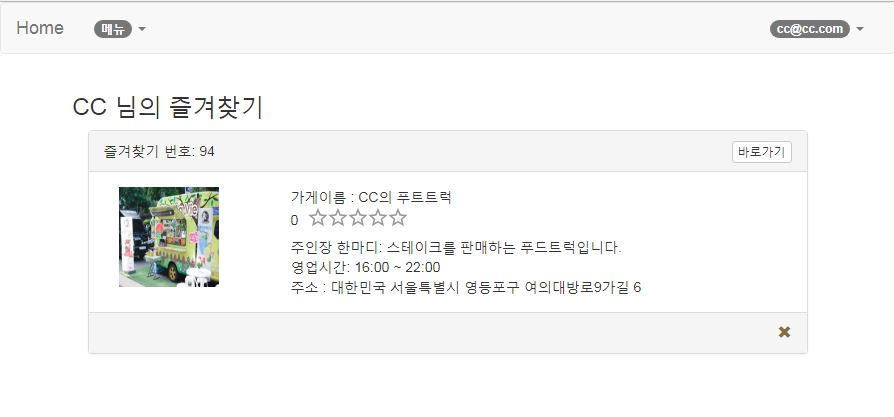 Home 메뉴 cc@cc.com
CC 님의 즐겨찾기
즐겨찾기 번호: 94 바로가기
가게이름 : CC의 푸트트럭
0 ☆☆☆☆☆
주인장 한마디: 스테이크를 판매하는 푸드트럭입니다.
영업시간: 16:00 ~ 22:00
주소 : 대한민국 서울특별시 영등포구 여의대방로9가길 6